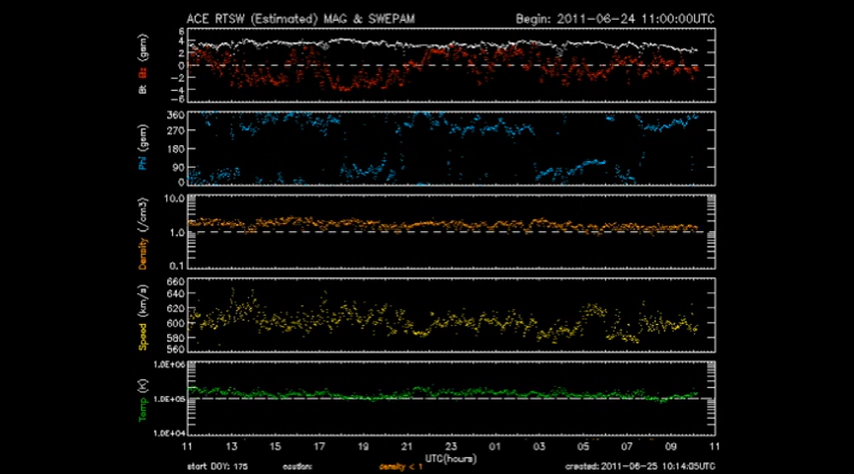 ACE RTSW (Estimated) MAG & SWEPAM Begin: 2011-06-24 11:00:00UTC
Bt Bz (gsm)
6
4
2
0
-2
-4
-6
Phi (gsm)
360
270
180
90
0
Density (/cm3)
10.0
1.0
0.1
Speed (km/s)
660
640
620
600
580
560
Temp (K)
1.0E+06
1.0E+05
1.0E+04
11 13 15 17 19 21 23 01 03 05 07 09 11
UTC(hours)
start DOY: 175 caution: density < 1 created: 2011-06-25 10:14:05UTC